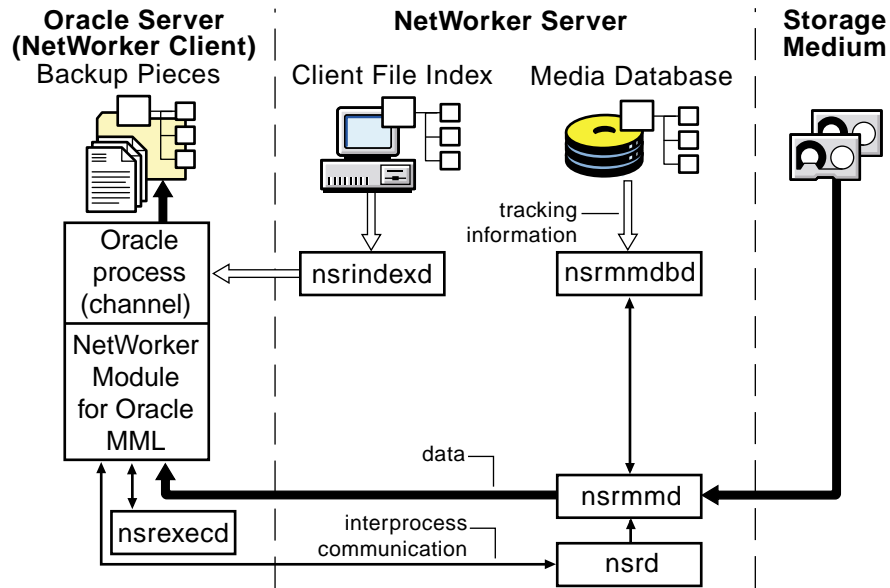 Oracle Server
(NetWorker Client)
Backup Pieces
NetWorker Server
Client File Index
Media Database
Storage
Medium
tracking
information
Oracle
process
(channel)
nsrindexd
nsrmmdbd
NetWorker
Module
for Oracle
MML
data
nsrmmd
nsrexecd
interprocess
communication
nsrd